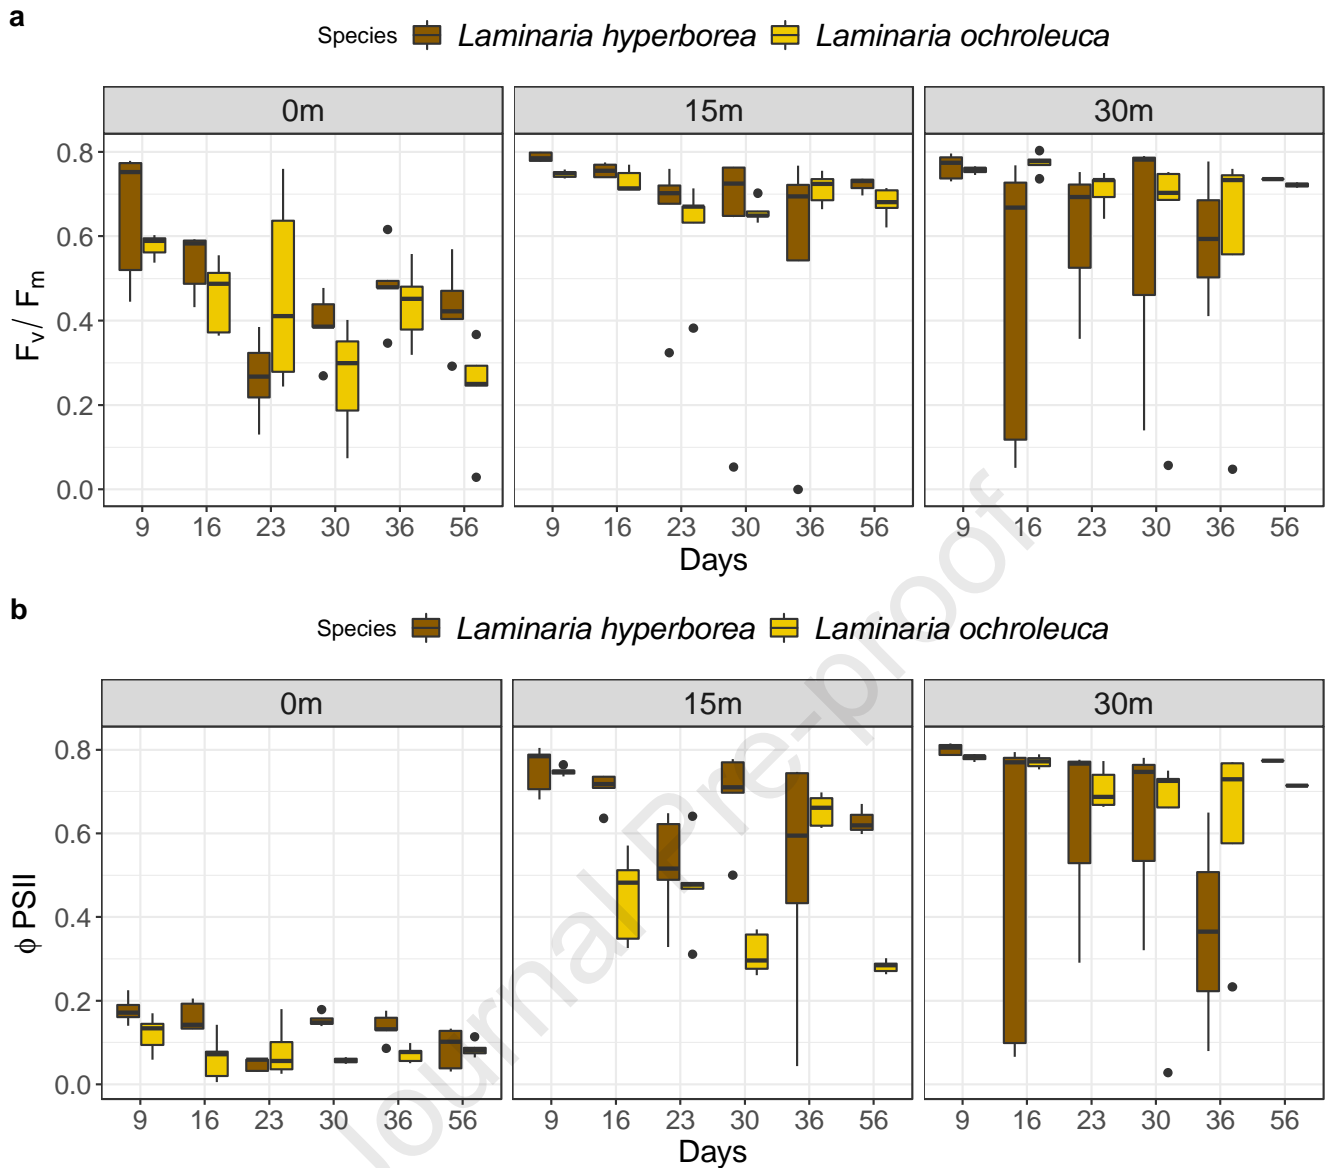 a
Species Laminaria hyperborea Laminaria ochroleuca
0m 15m 30m
0.8
0.6
0.4
0.2
0.0
Fv / Fm
9 16 23 30 36 56 9 16 23 30 36 56 9 16 23 30 36 56
Days
b
Species Laminaria hyperborea Laminaria ochroleuca
0m 15m 30m
0.8
0.6
0.4
0.2
0.0
ϕ PSII
9 16 23 30 36 56 9 16 23 30 36 56 9 16 23 30 36 56
Days
Journal Pre-proof